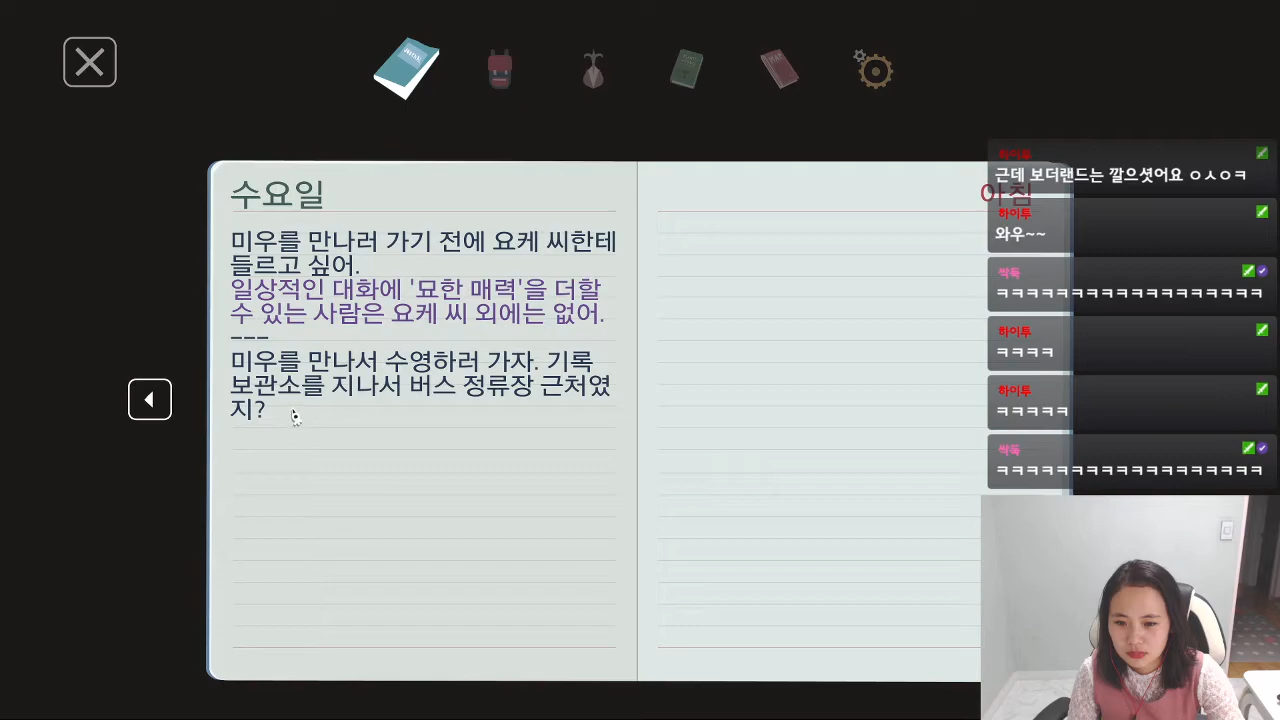 수요일
미우를 만나러 가기 전에 요케 씨한테
들르고 싶어.
일상적인 대화에 '묘한 매력'을 더할
수 있는 사람은 요케 씨 외에는 없어.
---
미우를 만나서 수영하러 가자. 기록
보관소를 지나서 버스 정류장 근처였
지?
아침
하이투
근데 보더랜드는 깔으셧어요 ㅇㅅㅇㅋ
하이투
와우~~
싹둑
ㅋㅋㅋㅋㅋㅋㅋㅋㅋㅋㅋㅋㅋㅋㅋㅋㅋㅋ
하이투
ㅋㅋㅋㅋ
하이투
ㅋㅋㅋㅋㅋ
싹둑
ㅋㅋㅋㅋㅋㅋㅋㅋㅋㅋㅋㅋㅋㅋㅋㅋㅋㅋ